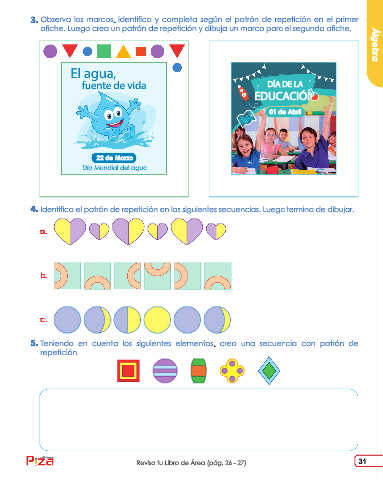 3. Observa los marcos, identifica y completa según el patrón de repetición en el primer
afiche. Luego crea un patrón de repetición y dibuja un marco para el segundo afiche.
Álgebra
El agua,
fuente de vida
22 de Marzo
Día Mundial del agua
DÍA DE LA
EDUCACIÓN
01 de Abril
4. Identifica el patrón de repetición en las siguientes secuencias. Luego termina de dibujar.
a.
b.
c.
5. Teniendo en cuenta los siguientes elementos, crea una secuencia con patrón de
repetición
Revisa tu Libro de Área (pág. 26 - 27)
31